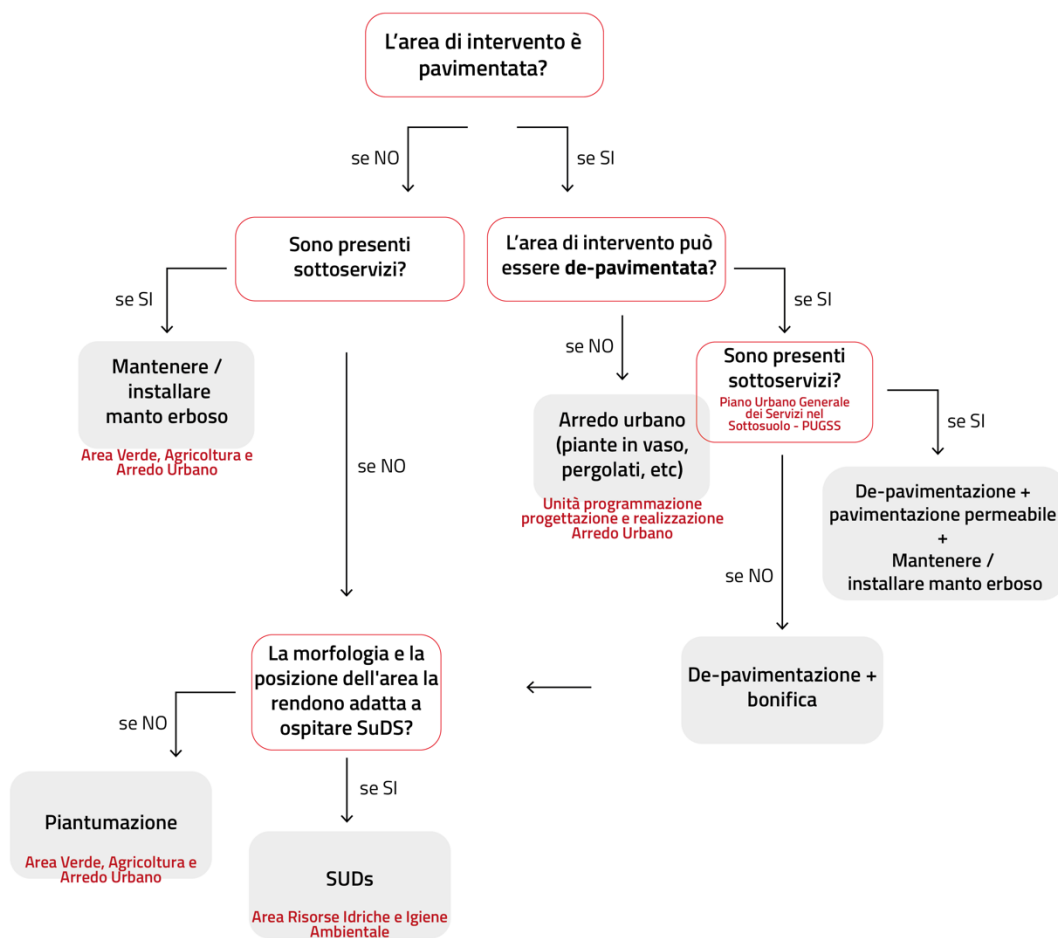 L’area di intervento è
pavimentata?
se NO
se SI
Sono presenti
sottoservizi?
L’area di intervento può
essere de-pavimentata?
se SI
se SI
se NO
Mantenere /
installare
manto erboso
Area Verde, Agricoltura e
Arredo Urbano
Sono presenti
sottoservizi?
Piano Urbano Generale
dei Servizi nel
Sottosuolo - PUGSS
se SI
Arredo urbano
(piante in vaso,
pergolati, etc)
Unità programmazione
progettazione e realizzazione
Arredo Urbano
se NO
De-pavimentazione +
pavimentazione permeabile
+
Mantenere /
installare manto erboso
se NO
La morfologia e la
posizione dell'area la
rendono adatta a
ospitare SuDS?
De-pavimentazione +
bonifica
se NO
se SI
Piantumazione
Area Verde, Agricoltura e
Arredo Urbano
SUDs
Area Risorse Idriche e Igiene
Ambientale